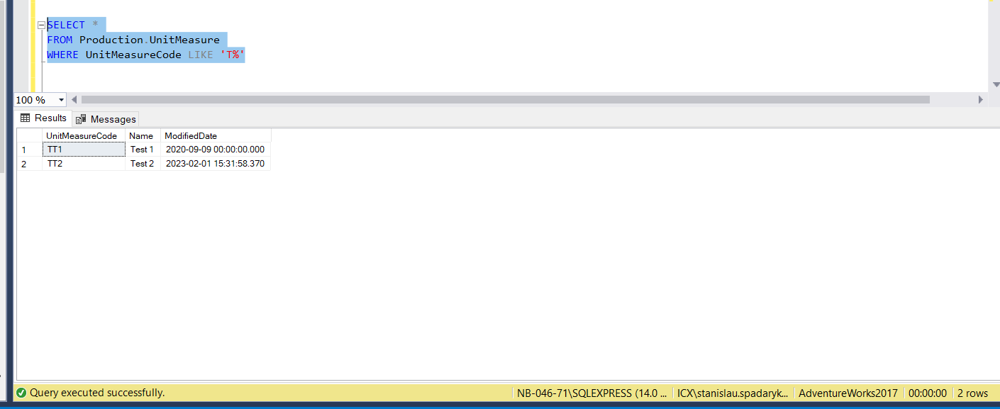 SELECT *
FROM Production.UnitMeasure
WHERE UnitMeasureCode LIKE 'T%'
100 %
Results Messages
UnitMeasureCode Name ModifiedDate
1 TT1 Test 1 2020-09-09 00:00:00.000
2 TT2 Test 2 2023-02-01 15:31:58.370
Query executed successfully. NB-046-71\SQLEXPRESS (14.0 ... ICX\stanislau.spadaryk... AdventureWorks2017 00:00:00 2 rows